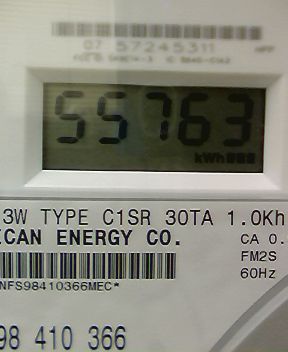 07 57245311
55763
kWh
3W TYPE C1SR 30TA 1.0Kh
ICAN ENERGY CO.
CA 0.
FM2S
60Hz
NFS98410366MEC*
98 410 366